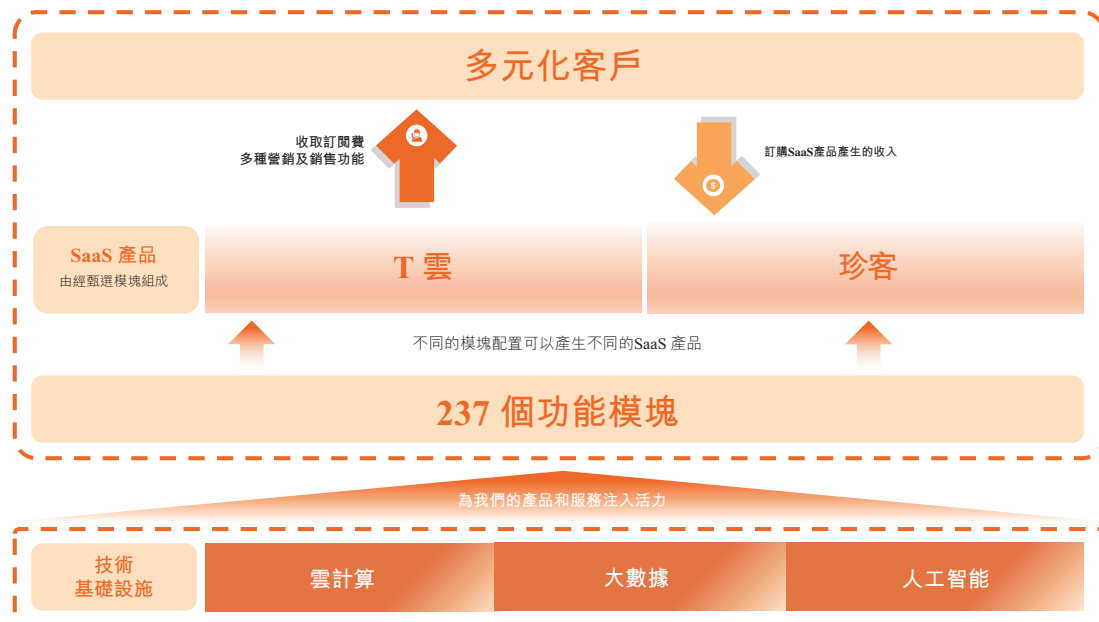 多元化客戶
收取訂閱費
多種營銷及銷售功能
訂購SaaS產品產生的收入
SaaS 產品
由經甄選模塊組成
T 雲
珍客
不同的模塊配置可以產生不同的SaaS 產品
237 個功能模塊
為我們的產品和服務注入活力
技術
基礎設施
雲計算
大數據
人工智能